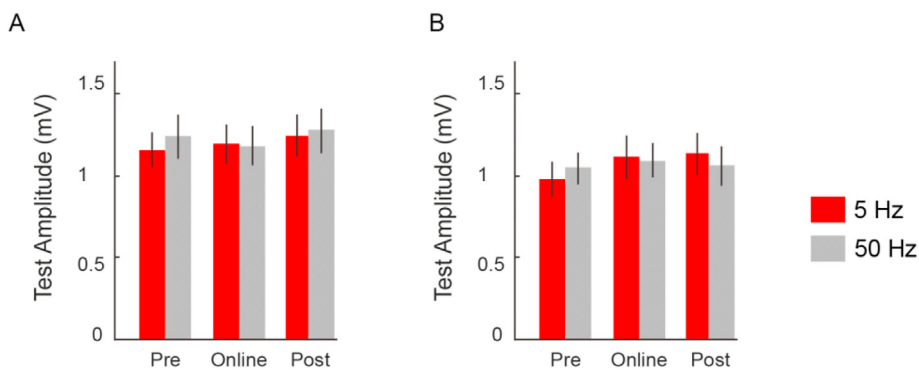 A
Test Amplitude (mV)
1.5
1
0.5
0
Pre Online Post
B
Test Amplitude (mV)
1.5
1
0.5
0
Pre Online Post
5 Hz
50 Hz